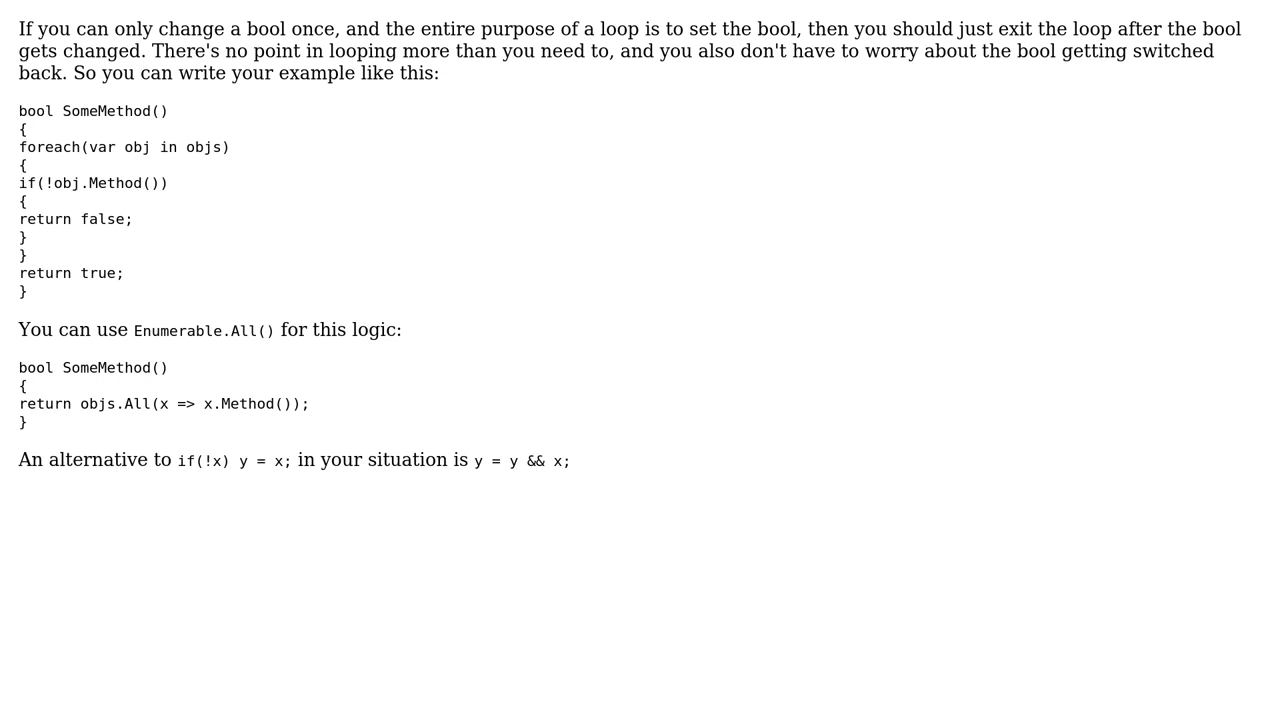 If you can only change a bool once, and the entire purpose of a loop is to set the bool, then you should just exit the loop after the bool
gets changed. There's no point in looping more than you need to, and you also don't have to worry about the bool getting switched
back. So you can write your example like this:
bool SomeMethod()
{
foreach(var obj in objs)
{
if(!obj.Method())
{
return false;
}
}
return true;
}
You can use Enumerable.All() for this logic:
bool SomeMethod()
{
return objs.All(x => x.Method());
}
An alternative to if(!x) y = x; in your situation is y = y && x;